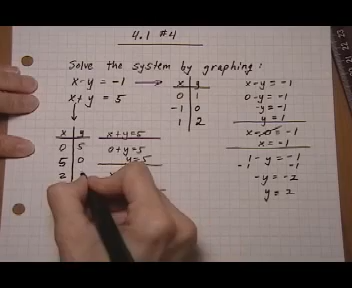 4.1 #4
Solve the system by graphing:
x-y = -1
x+y = 5
x y
0 1
-1 0
1 2
x-y = -1
0-y = -1
-y = -1
y = 1
x-0 = -1
x = -1
1-y = -1
-1 -1
-y = -2
y = 2
x y
0 5
5 0
2
x+y=5
0+y=5
y=5